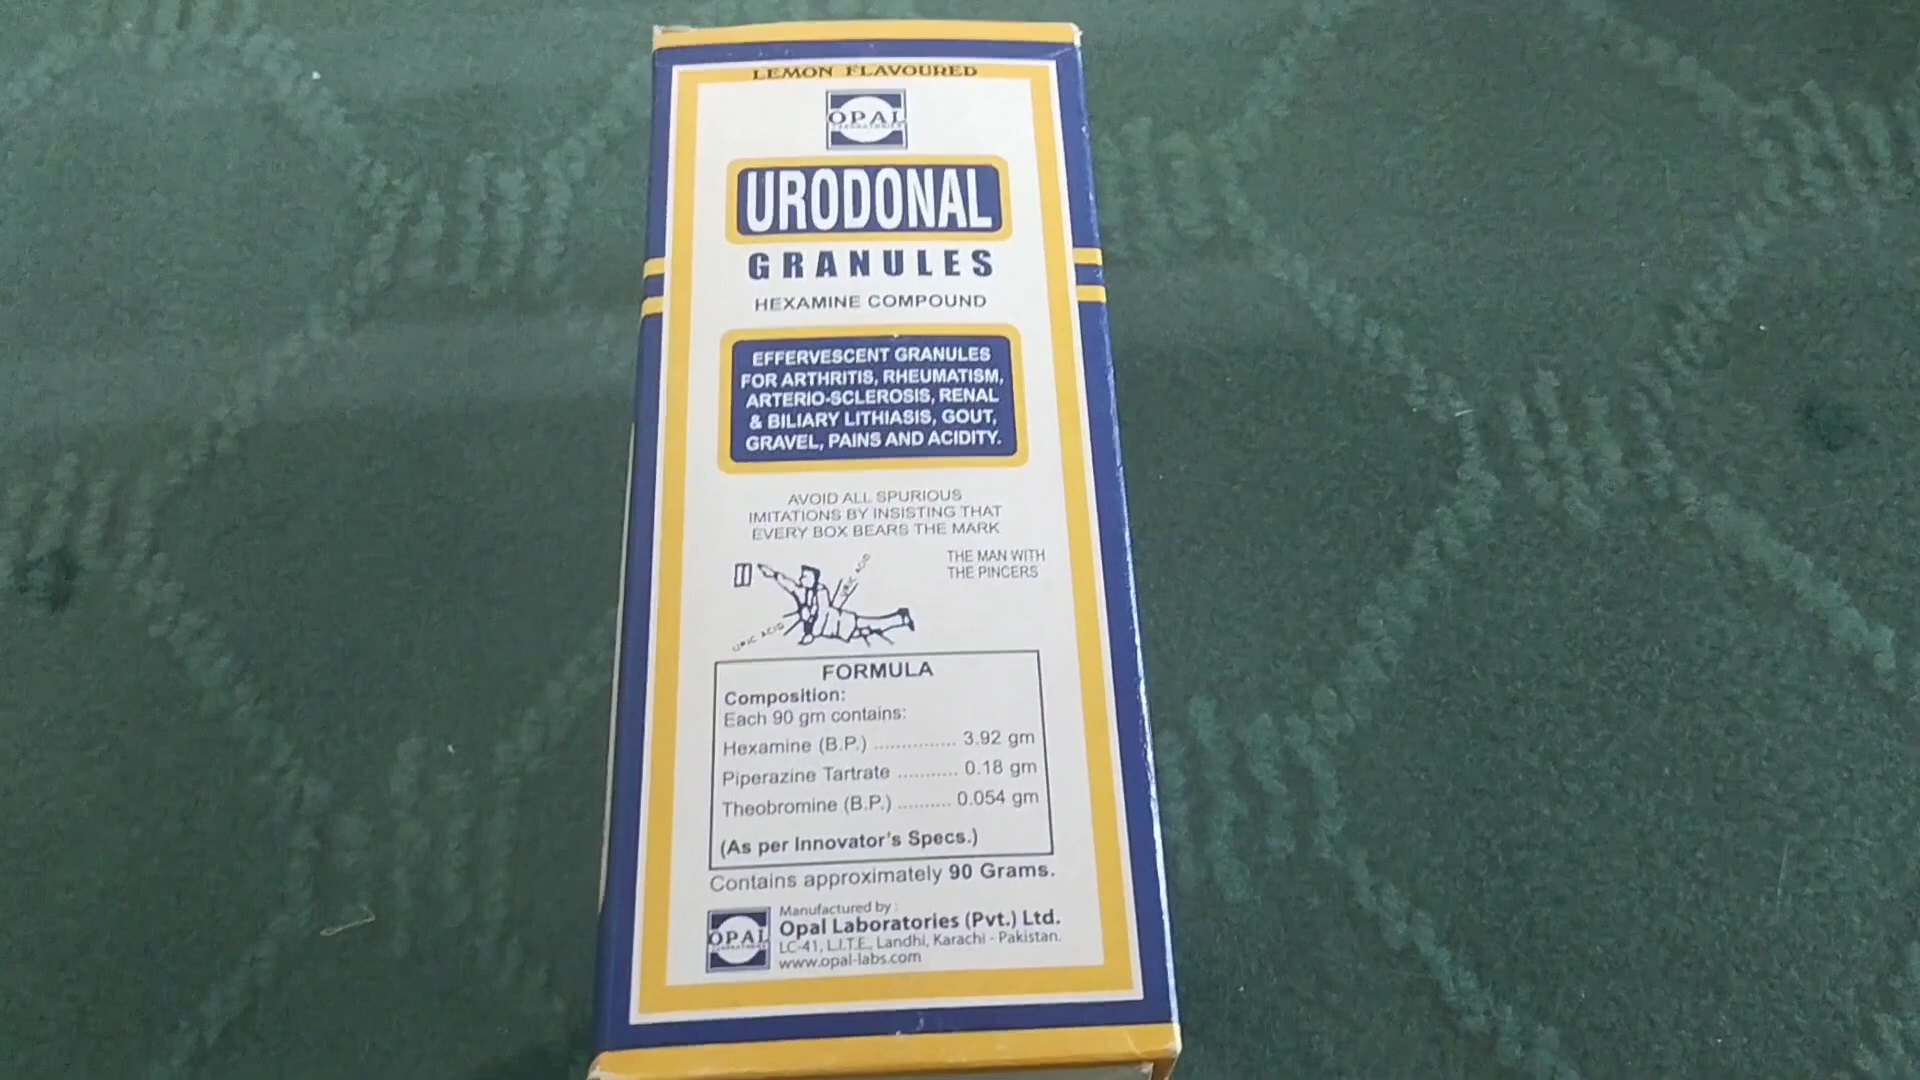 LEMON FLAVOURED
OPAL
LABORATORIES
URODONAL
GRANULES
HEXAMINE COMPOUND
EFFERVESCENT GRANULES
FOR ARTHRITIS, RHEUMATISM,
ARTERIO-SCLEROSIS, RENAL
& BILIARY LITHIASIS, GOUT,
GRAVEL, PAINS AND ACIDITY.
AVOID ALL SPURIOUS
IMITATIONS BY INSISTING THAT
EVERY BOX BEARS THE MARK
THE MAN WITH
THE PINCERS
URIC ACID
URIC ACID
FORMULA
Composition:
Each 90 gm contains:
Hexamine (B.P.) ............... 3.92 gm
Piperazine Tartrate ........... 0.18 gm
Theobromine (B.P.) .......... 0.054 gm
(As per Innovator's Specs.)
Contains approximately 90 Grams.
OPAL
LABORATORIES
Manufactured by :
Opal Laboratories (Pvt.) Ltd.
LC-41, L.I.T.E, Landhi, Karachi - Pakistan.
www.opal-labs.com